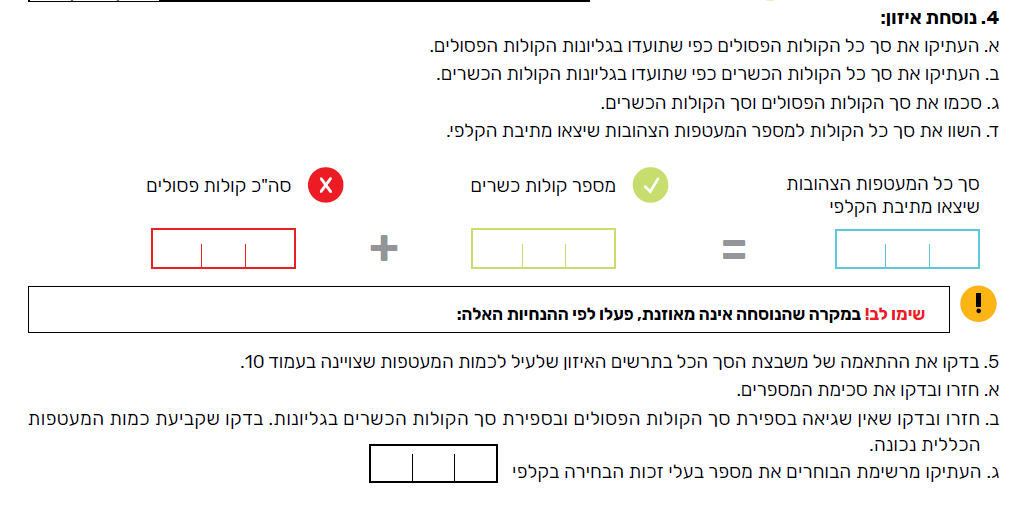 4. נוסחת איזון:
א. העתיקו את סך כל הקולות הפסולים כפי שתועדו בגליונות הקולות הפסולים.
ב. העתיקו את סך כל הקולות הכשרים כפי שתועדו בגליונות הקולות הכשרים.
ג. סכמו את סך הקולות הפסולים וסך הקולות הכשרים.
ד. השוו את סך כל הקולות למספר המעטפות הצהובות שיצאו מתיבת הקלפי.
סך כל המעטפות הצהובות
שיצאו מתיבת הקלפי
=
מספר קולות כשרים
+
סה"כ קולות פסולים
שימו לב! במקרה שהנוסחה אינה מאוזנת, פעלו לפי ההנחיות האלה:
5. בדקו את ההתאמה של משבצת הסך הכל בתרשים האיזון שלעיל לכמות המעטפות שצויינה בעמוד 10.
א. חזרו ובדקו את סכימת המספרים.
ב. חזרו ובדקו שאין שגיאה בספירת סך הקולות הפסולים ובספירת סך הקולות הכשרים בגליונות. בדקו שקביעת כמות המעטפות
הכללית נכונה.
ג. העתיקו מרשימת הבוחרים את מספר בעלי זכות הבחירה בקלפי